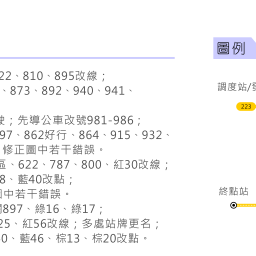 22、810、895改線；
、873、892、940、941、
駛；先導公車改號981-986；
97、862好行、864、915、932、
修正圖中若干錯誤。
區、622、787、800、紅30改線；
8、藍40改點；
圖中若干錯誤。
897、綠16、綠17；
25、紅56改線；多處站牌更名；
0、藍46、棕13、棕20改點。
圖例
調度站/
223
終點站